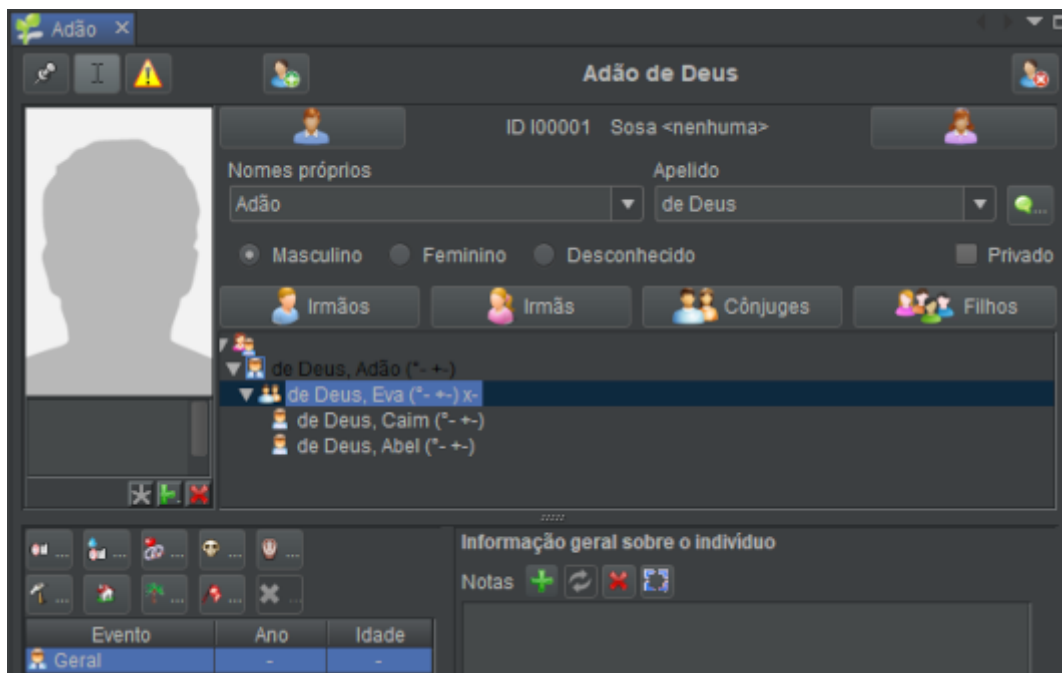 Adão
Adão de Deus
ID I00001 Sosa <nenhuma>
Nomes próprios Apelido
Adão de Deus
...
Masculino Feminino Desconhecido Privado
Irmãos Irmãs Cônjuges Filhos
de Deus, Adão (°- +-)
de Deus, Eva (°- +-) x-
de Deus, Caim (°- +-)
de Deus, Abel (°- +-)
Informação geral sobre o indivíduo
... ... ... ... ...
Notas
... ... ... ...
Evento Ano Idade
Geral - -